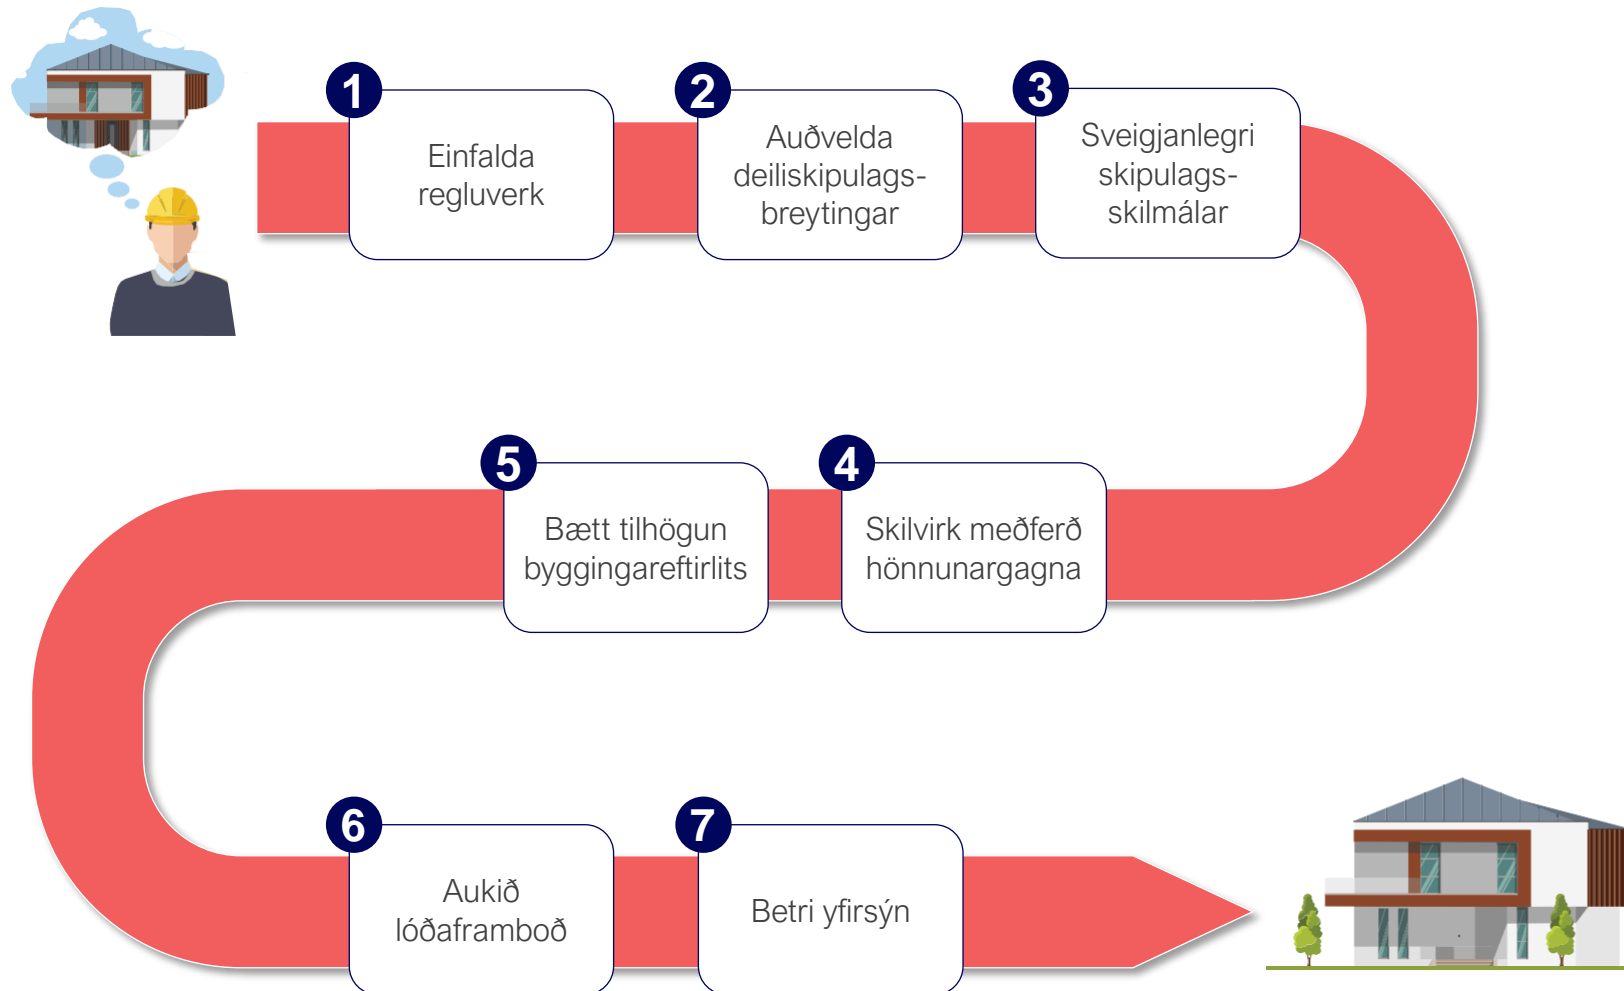 1
Einfalda
regluverk
2
Auðvelda
deiliskipulags-
breytingar
3
Sveigjanlegri
skipulags-
skilmálar
4
Skilvirk meðferð
hönnunargagna
5
Bætt tilhögun
byggingareftirlits
6
Aukið
lóðaframboð
7
Betri yfirsýn